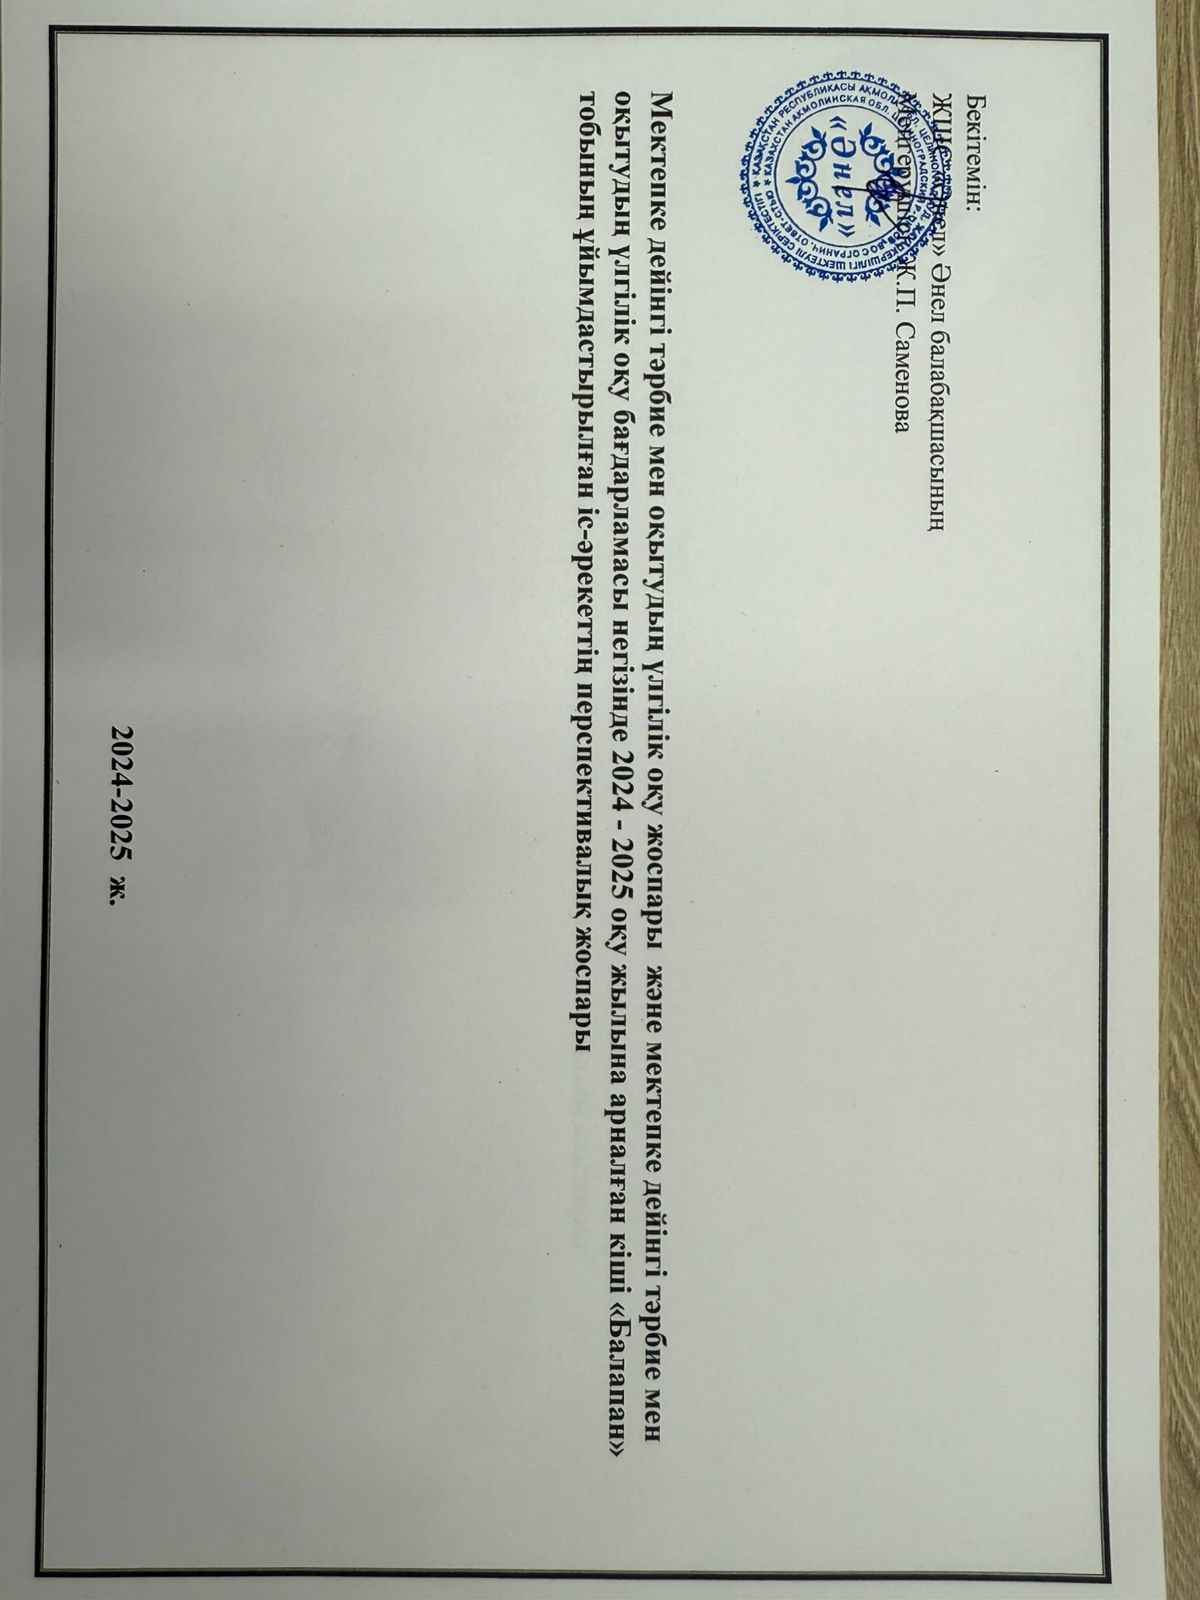 Бекітемін:
ЖШС «Әнел» Әнел балабақшасының
Меңгерушісі Ж.П. Саменова
«Әнел»
Мектепке дейінгі тәрбие мен оқытудың үлгілік оқу жоспары және мектепке дейінгі тәрбие мен
оқытудың үлгілік оқу бағдарламасы негізінде 2024 - 2025 оқу жылына арналған кіші «Балапан»
тобының ұйымдастырылған іс-әрекеттің перспективалық жоспары
2024-2025 ж.